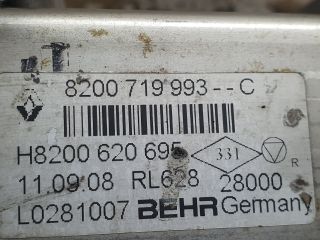 8200 719 993--C
H8200 620 695 331 R
11.09.08 RL628 28000
L0281007 BEHR Germany